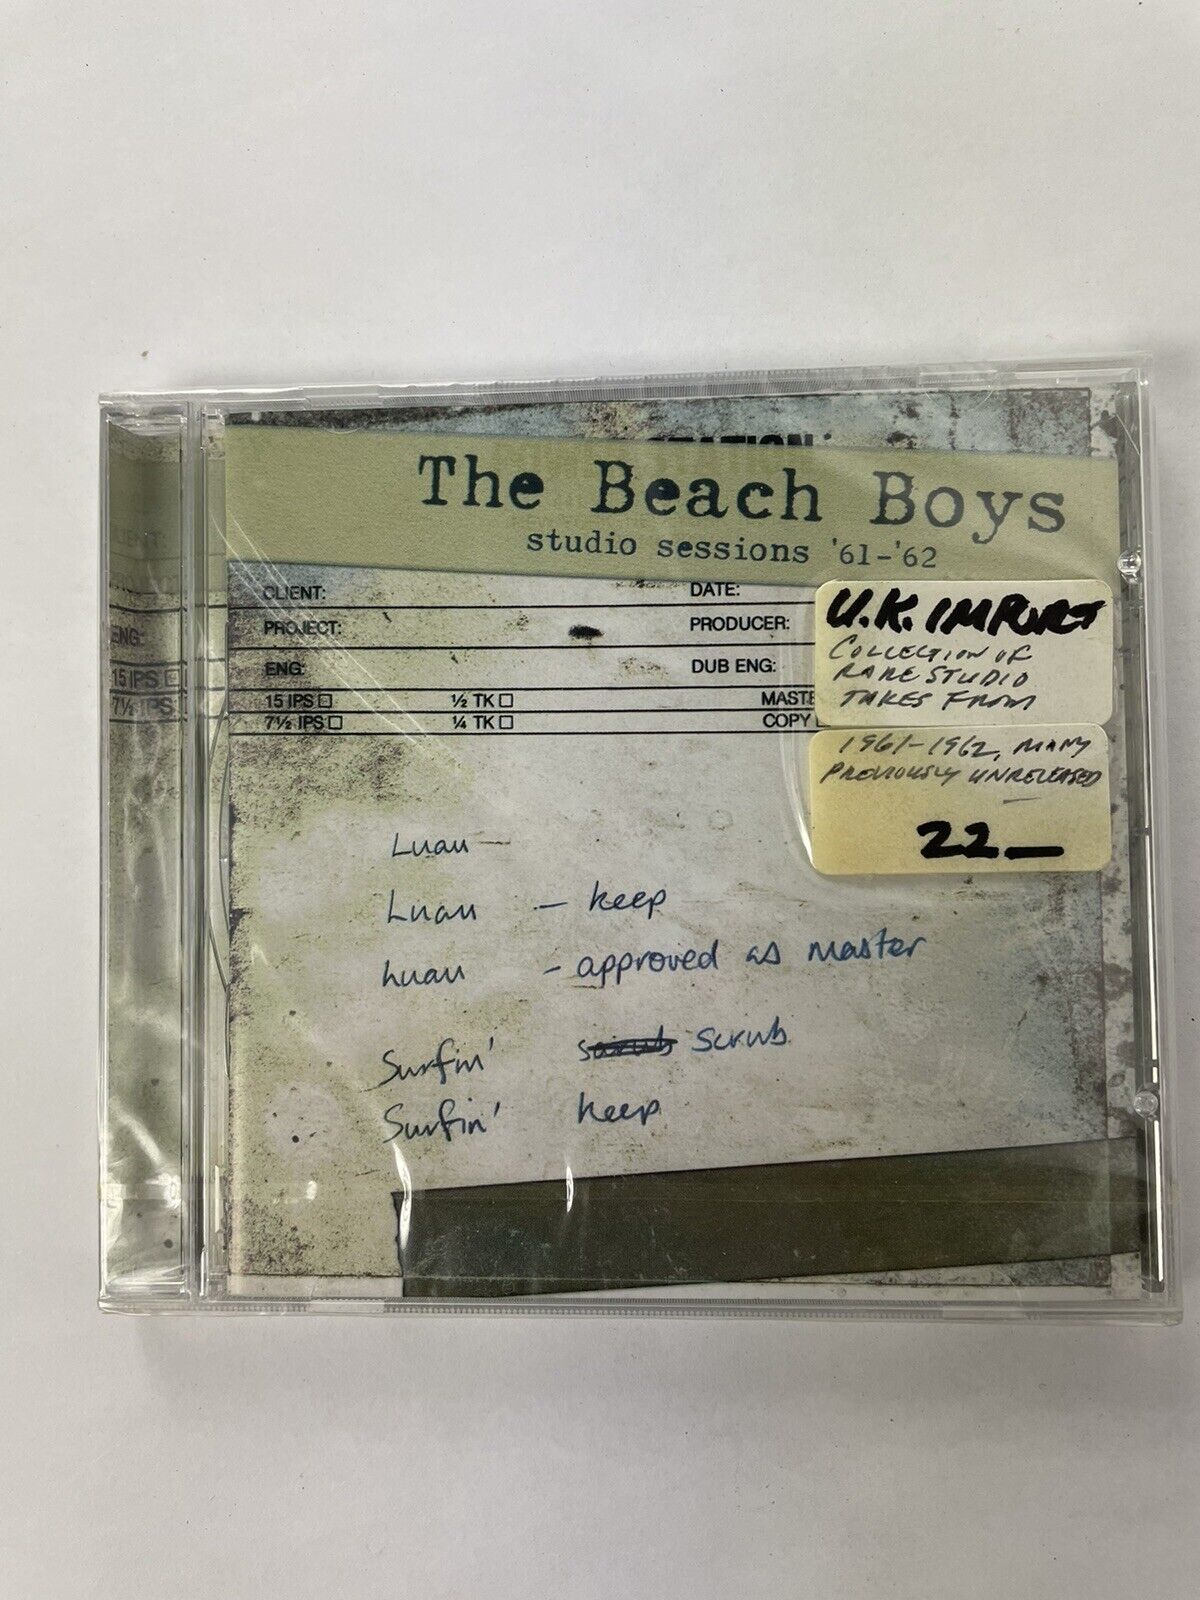 The Beach Boys
studio sessions '61-'62
CLIENT: DATE:
PROJECT: PRODUCER:
ENG: DUB ENG:
15 IPS ½ TK
7½ IPS ¼ TK COPY
U.K. IMPORT
COLLECTION OF
RARE STUDIO
TAKES FROM
1961-1962, MANY
PREVIOUSLY UNRELEASED
22—
Luau —
Luau — keep
Luau - approved as master
Surfin' Scrub
Surfin' keep
ENG:
15 IPS
7½ IPS